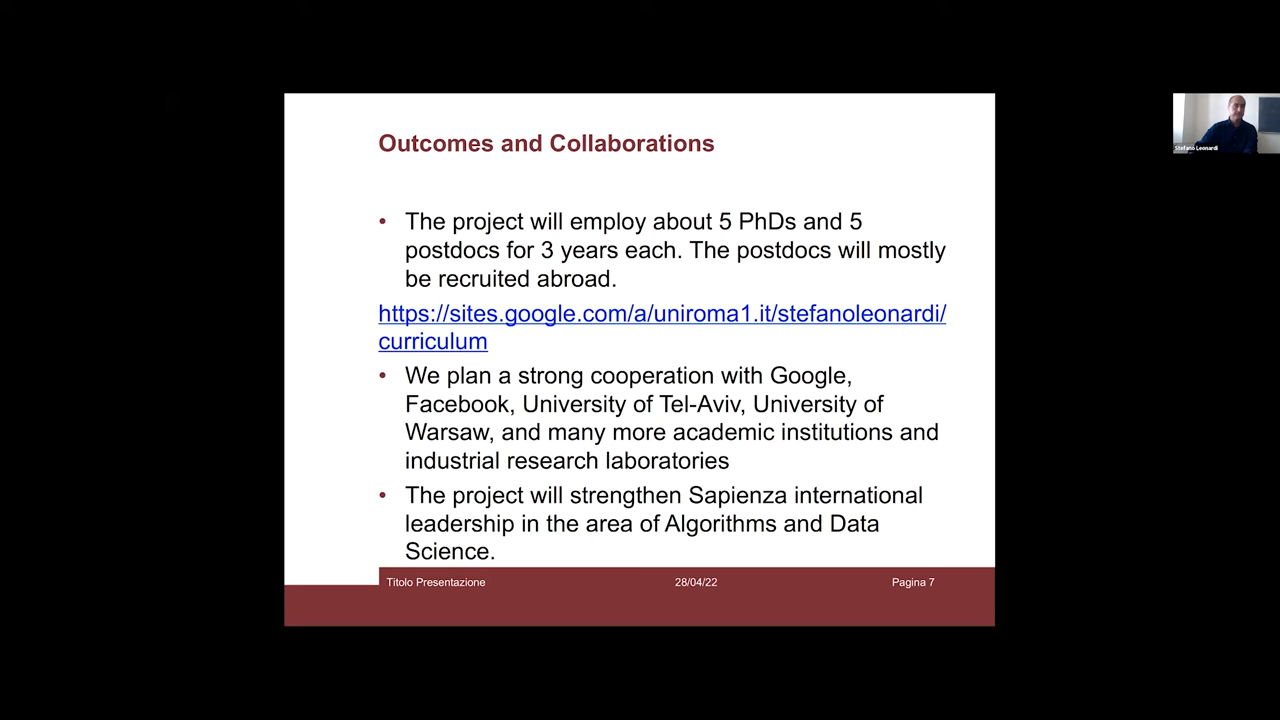 Outcomes and Collaborations
• The project will employ about 5 PhDs and 5
postdocs for 3 years each. The postdocs will mostly
be recruited abroad.
https://sites.google.com/a/uniroma1.it/stefanoleonardi/
curriculum
• We plan a strong cooperation with Google,
Facebook, University of Tel-Aviv, University of
Warsaw, and many more academic institutions and
industrial research laboratories
• The project will strengthen Sapienza international
leadership in the area of Algorithms and Data
Science.
Titolo Presentazione
28/04/22
Pagina 7
Stefano Leonardi